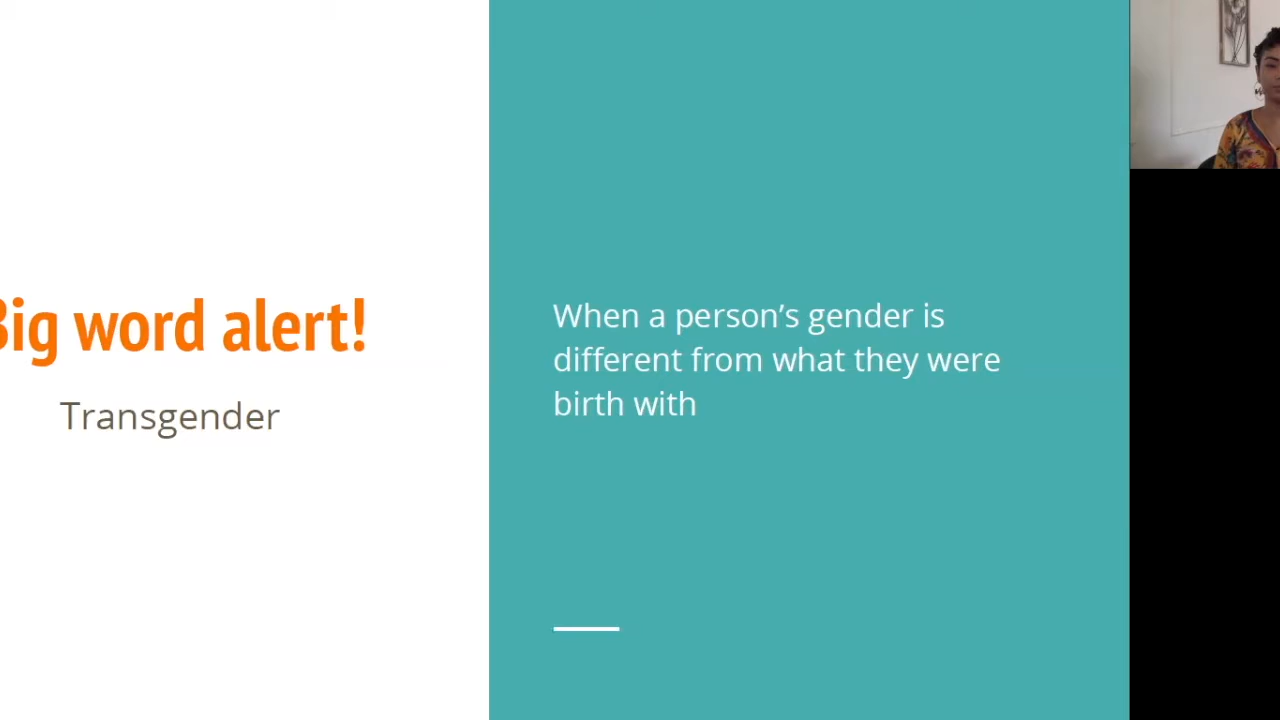 Big word alert!
Transgender
When a person’s gender is
different from what they were
birth with